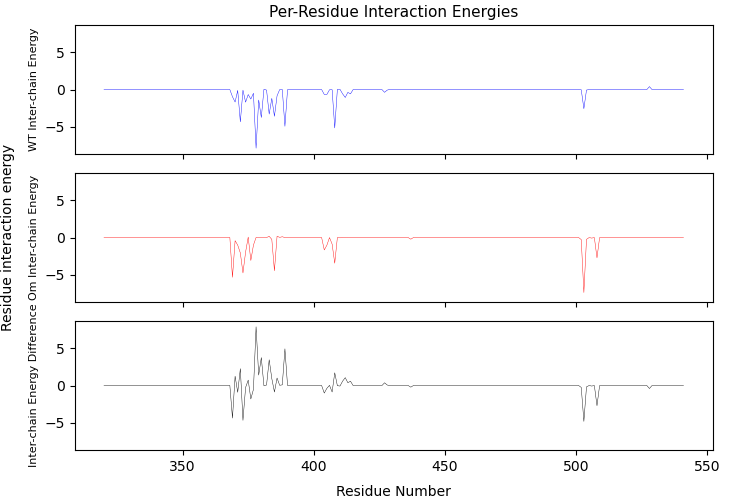 Per-Residue Interaction Energies
Residue interaction energy
WT Inter-chain Energy
5
0
−5
Om Inter-chain Energy
5
0
−5
Inter-chain Energy Difference
5
0
−5
350
400
450
500
550
Residue Number